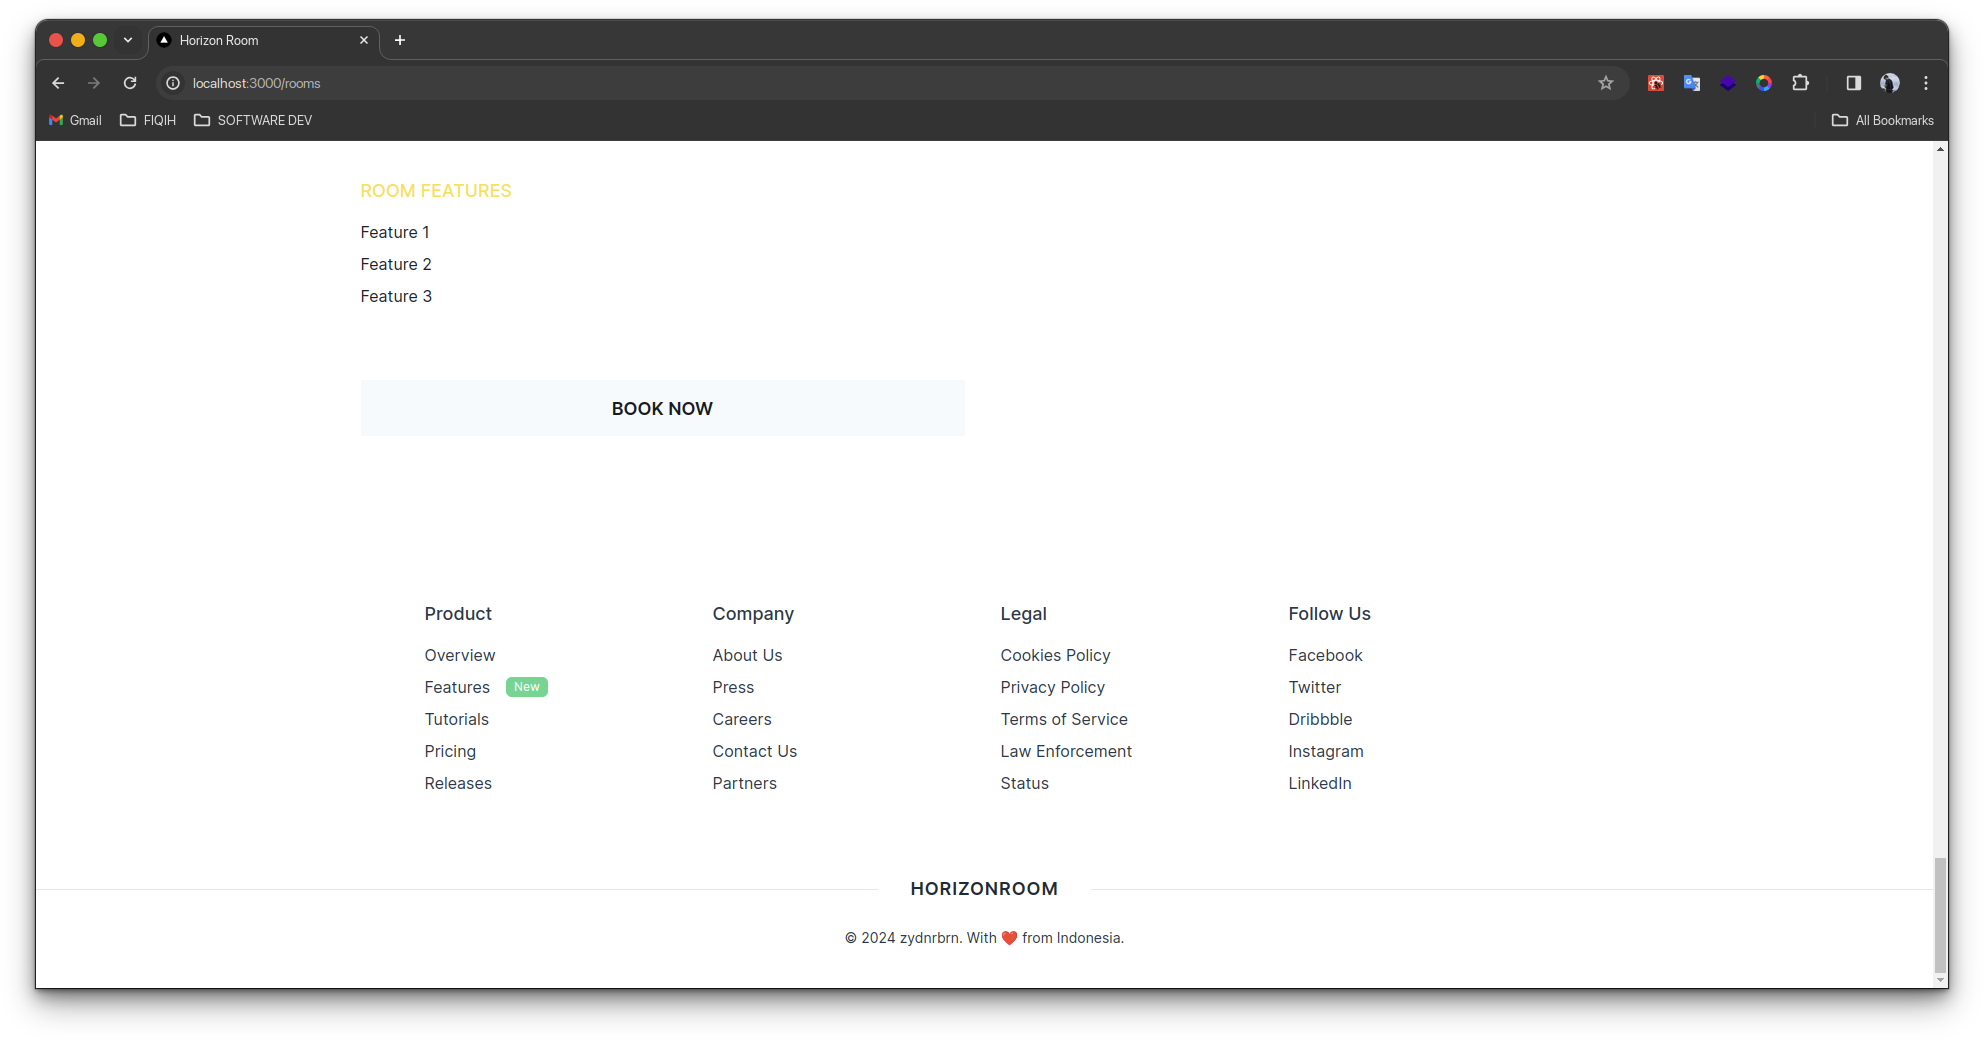 Horizon Room
localhost:3000/rooms
Gmail FIQIH SOFTWARE DEV All Bookmarks
ROOM FEATURES
Feature 1
Feature 2
Feature 3
BOOK NOW
Product
Overview
Features New
Tutorials
Pricing
Releases
Company
About Us
Press
Careers
Contact Us
Partners
Legal
Cookies Policy
Privacy Policy
Terms of Service
Law Enforcement
Status
Follow Us
Facebook
Twitter
Dribbble
Instagram
LinkedIn
HORIZONROOM
© 2024 zydnrbrn. With ❤️ from Indonesia.